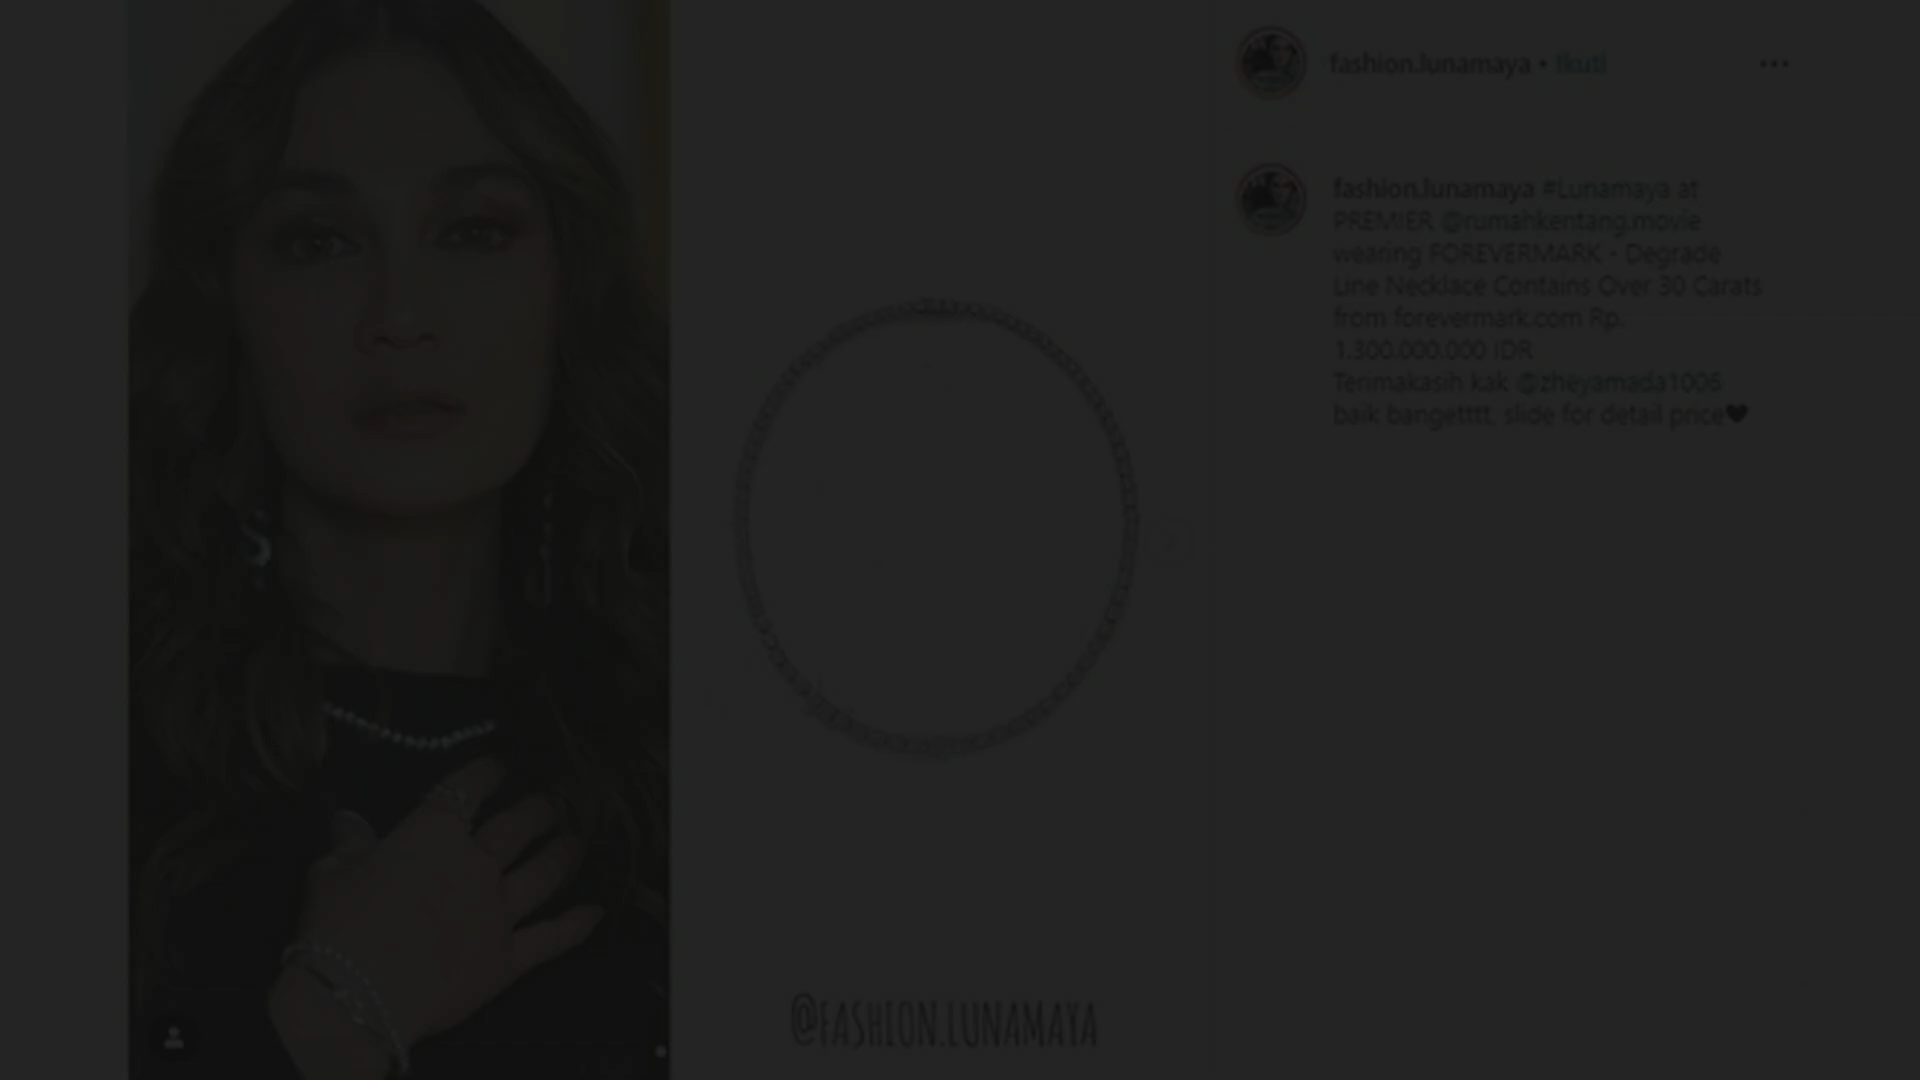 fashion.lunamaya • Ikuti
fashion.lunamaya #Lunamaya at
PREMIER @rumahkentang.movie
wearing FOREVERMARK - Degrade
Line Necklace Contains Over 30 Carats
from forevermark.com Rp.
1.300.000.000 IDR
Terimakasih kak @zheyamada1006
baik bangetttt, slide for detail price🖤
@FASHION.LUNAMAYA